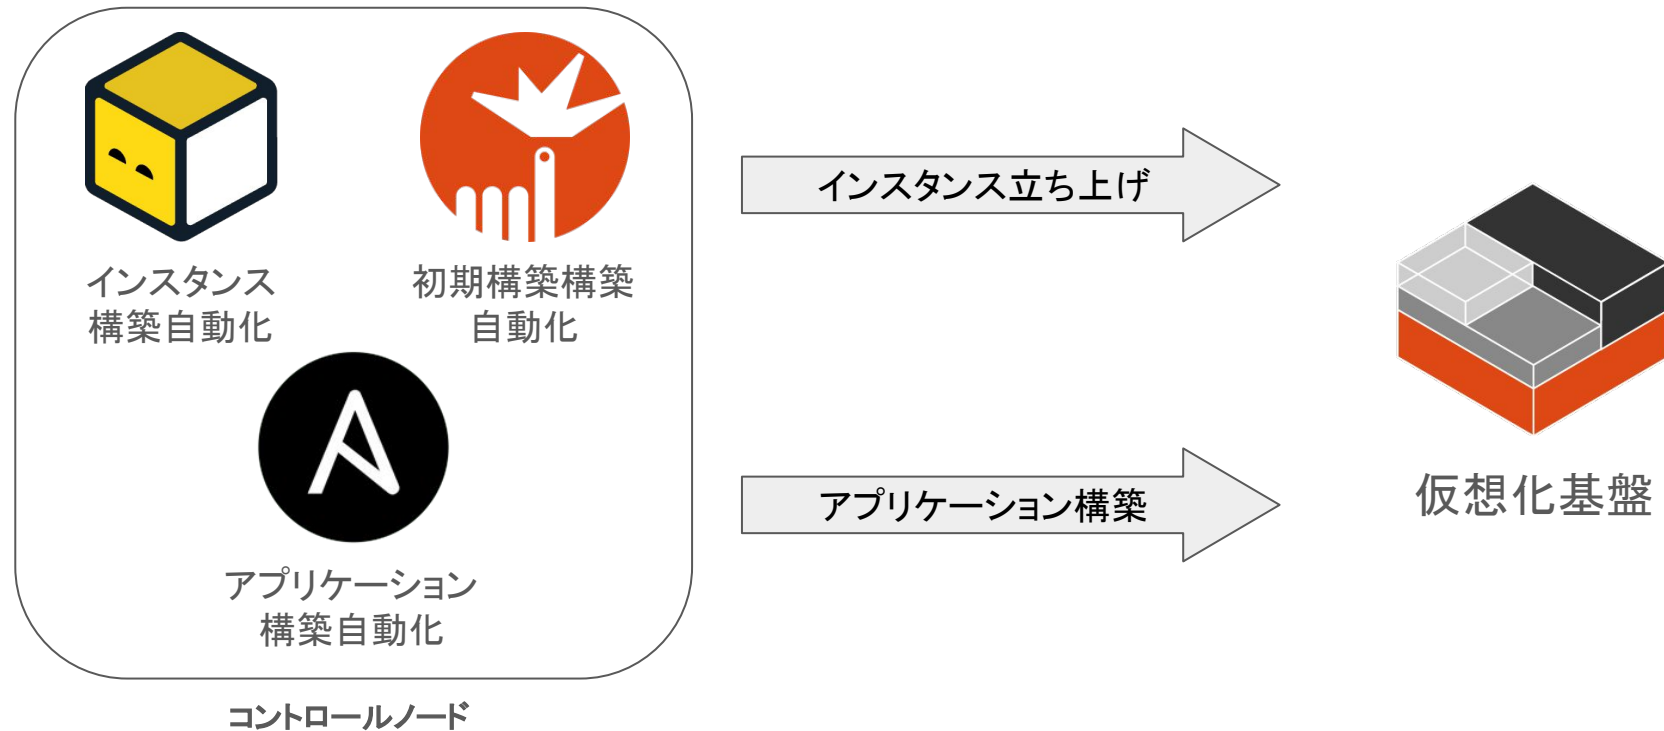 インスタンス
構築自動化
初期構築構築
自動化
アプリケーション
構築自動化
コントロールノード
インスタンス立ち上げ
アプリケーション構築
仮想化基盤